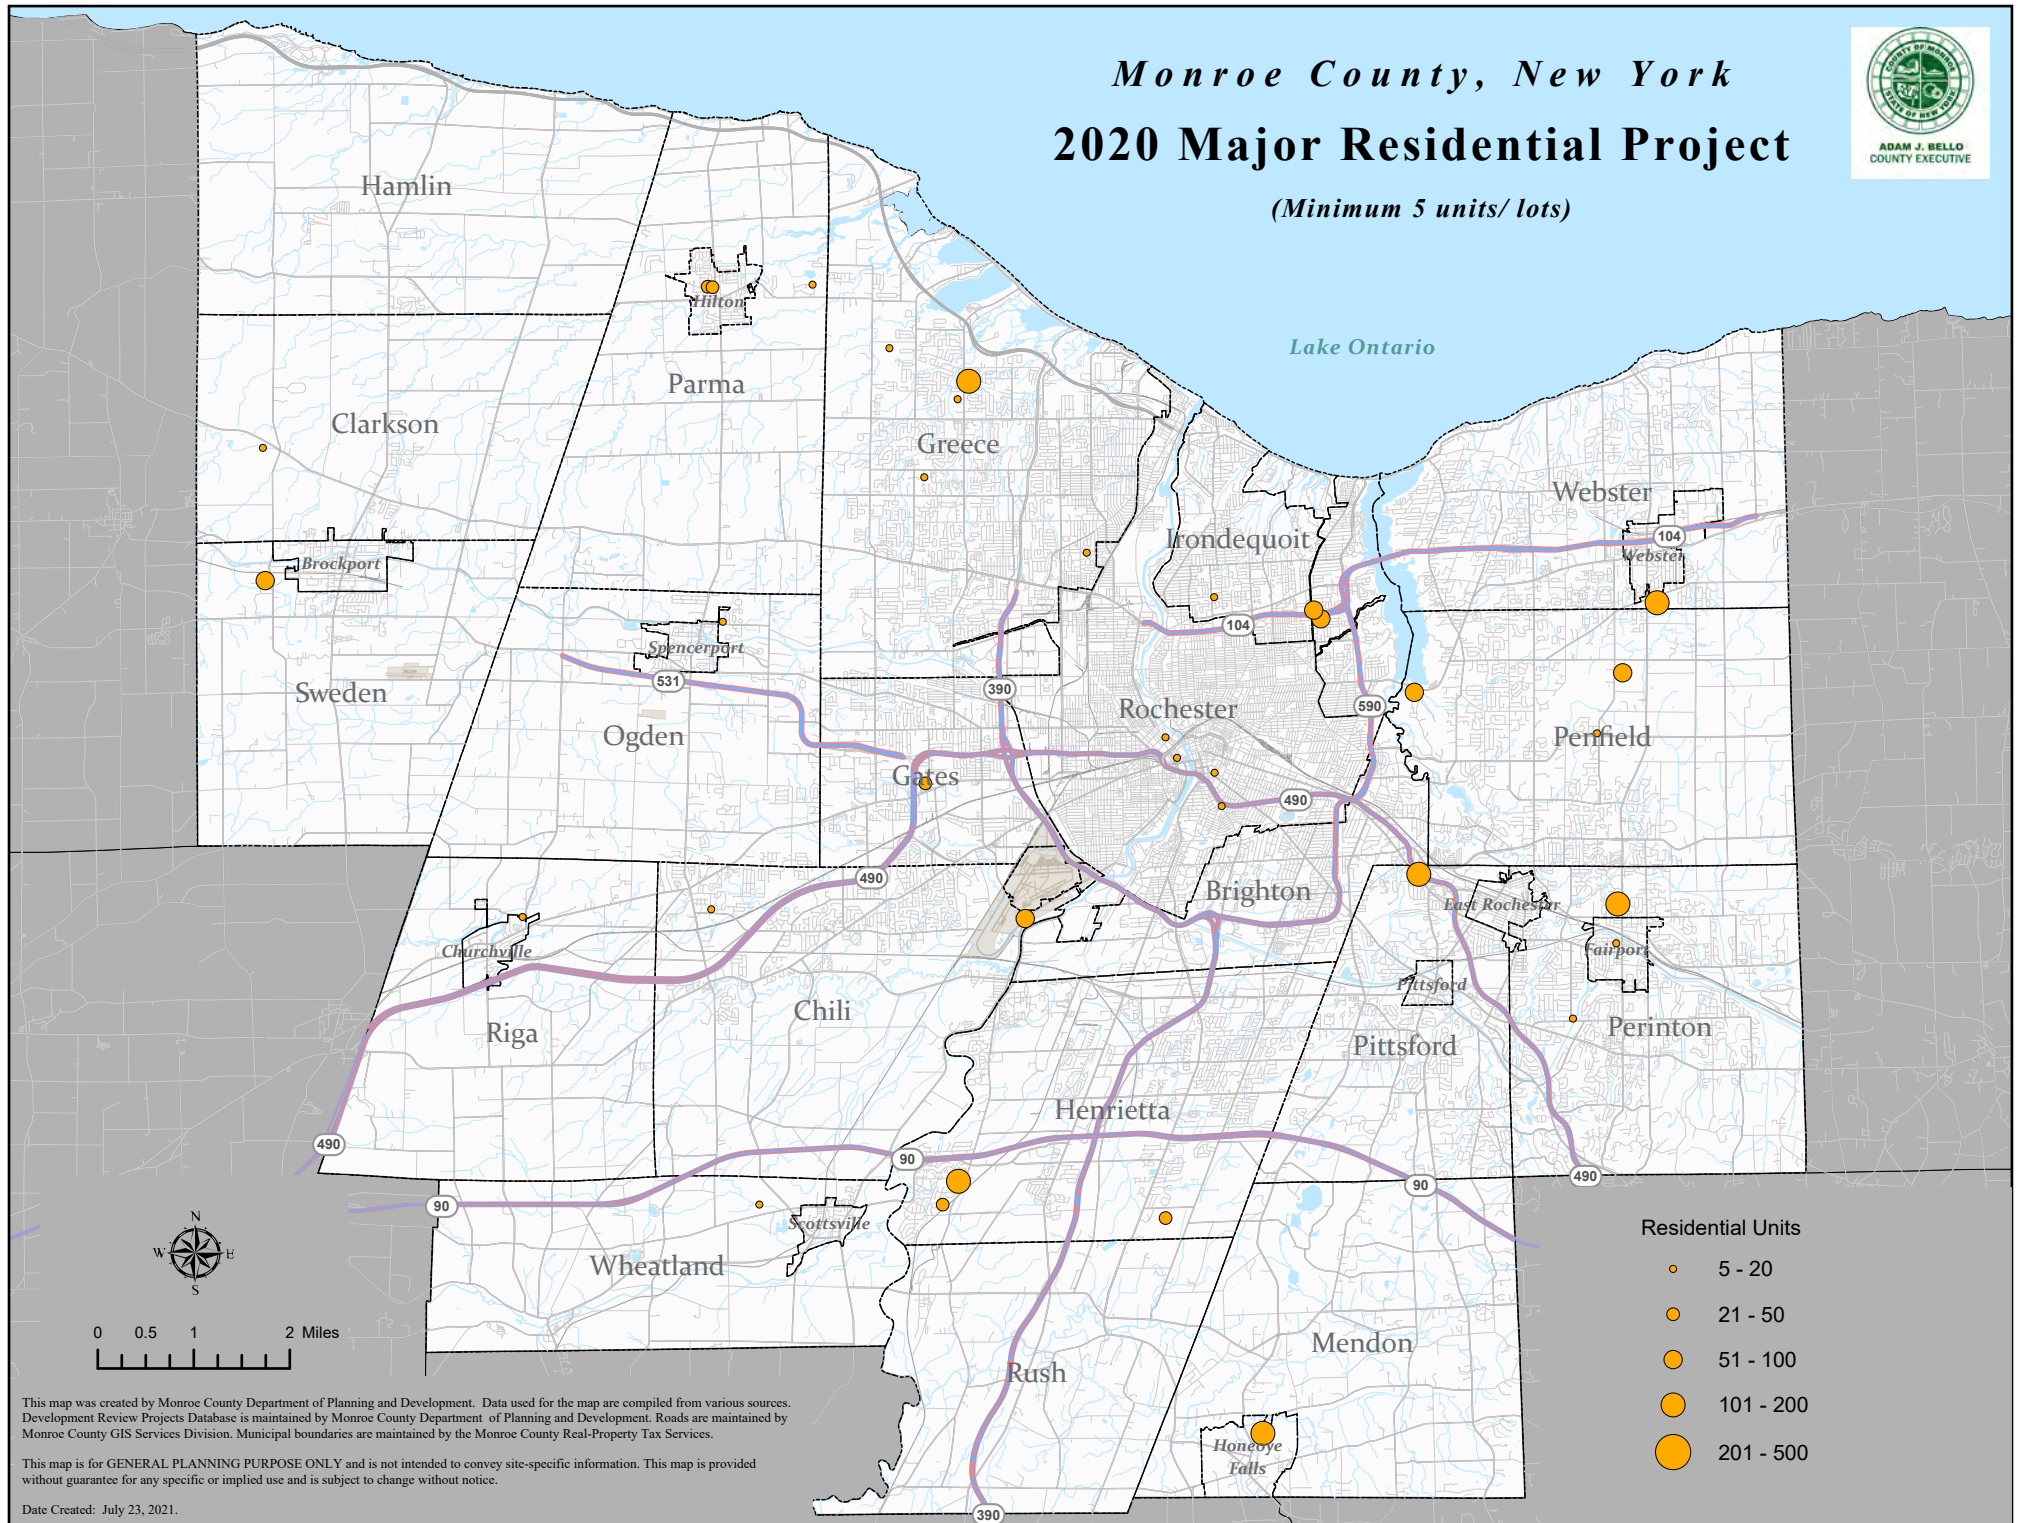 Monroe County, New York
2020 Major Residential Project
(Minimum 5 units/ lots)
COUNTY OF MONROE
STATE OF NEW YORK
ADAM J. BELLO
COUNTY EXECUTIVE
Hamlin
Hilton
Lake Ontario
Parma
Clarkson
Greece
Webster
Irondequoit
104
Webster
Brockport
104
Spencerport
531
390
Sweden
Rochester
590
Ogden
Penfield
Gates
490
490
Brighton
East Rochester
Churchville
Fairport
Pittsford
Chili
Riga
Perinton
Pittsford
Henrietta
490
90
490
90
90
Scottsville
Wheatland
N
W
E
S
0 0.5 1 2 Miles
Residential Units
5 - 20
21 - 50
51 - 100
101 - 200
201 - 500
Mendon
Rush
Honeoye
Falls
390
This map was created by Monroe County Department of Planning and Development. Data used for the map are compiled from various sources.
Development Review Projects Database is maintained by Monroe County Department of Planning and Development. Roads are maintained by
Monroe County GIS Services Division. Municipal boundaries are maintained by the Monroe County Real-Property Tax Services.
This map is for GENERAL PLANNING PURPOSE ONLY and is not intended to convey site-specific information. This map is provided
without guarantee for any specific or implied use and is subject to change without notice.
Date Created: July 23, 2021.